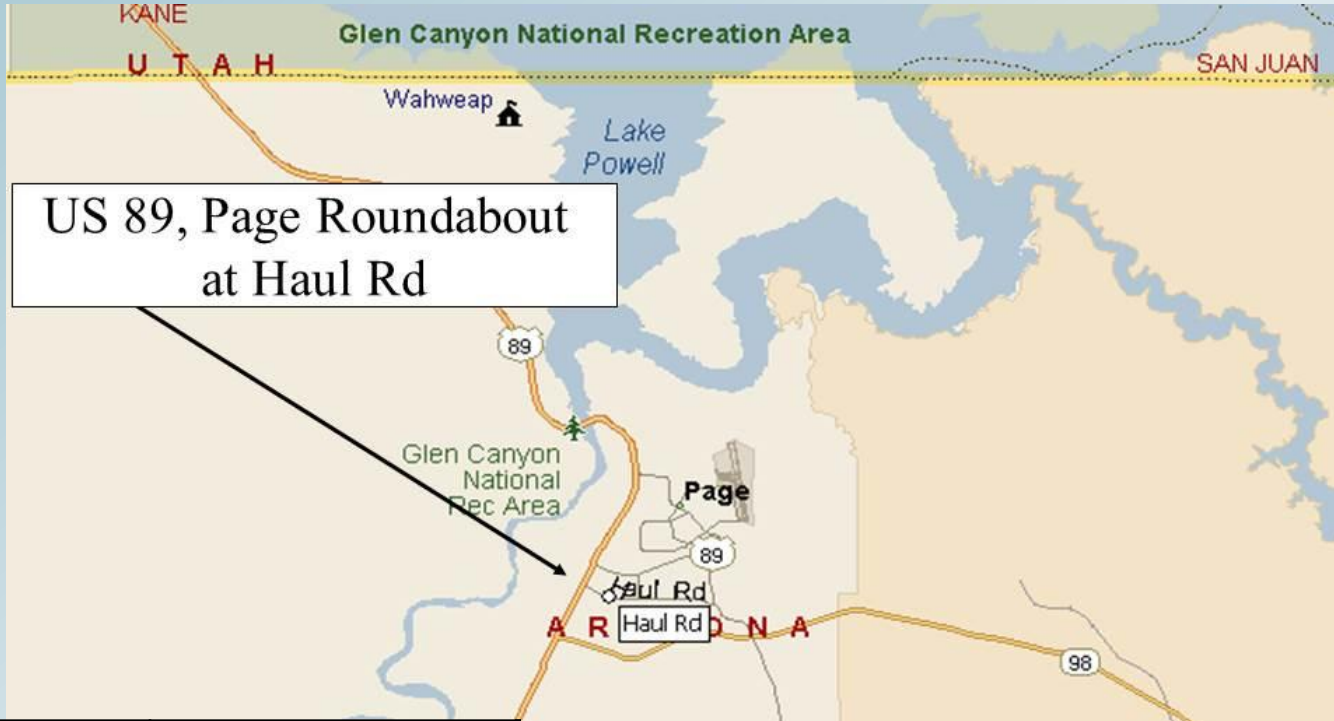 KANE
Glen Canyon National Recreation Area
UTAH
SAN JUAN
Wahweap
Lake
Powell
US 89, Page Roundabout
at Haul Rd
89
Glen Canyon
National
Rec Area
Page
89
Haul Rd
Haul Rd
ARIZONA
98